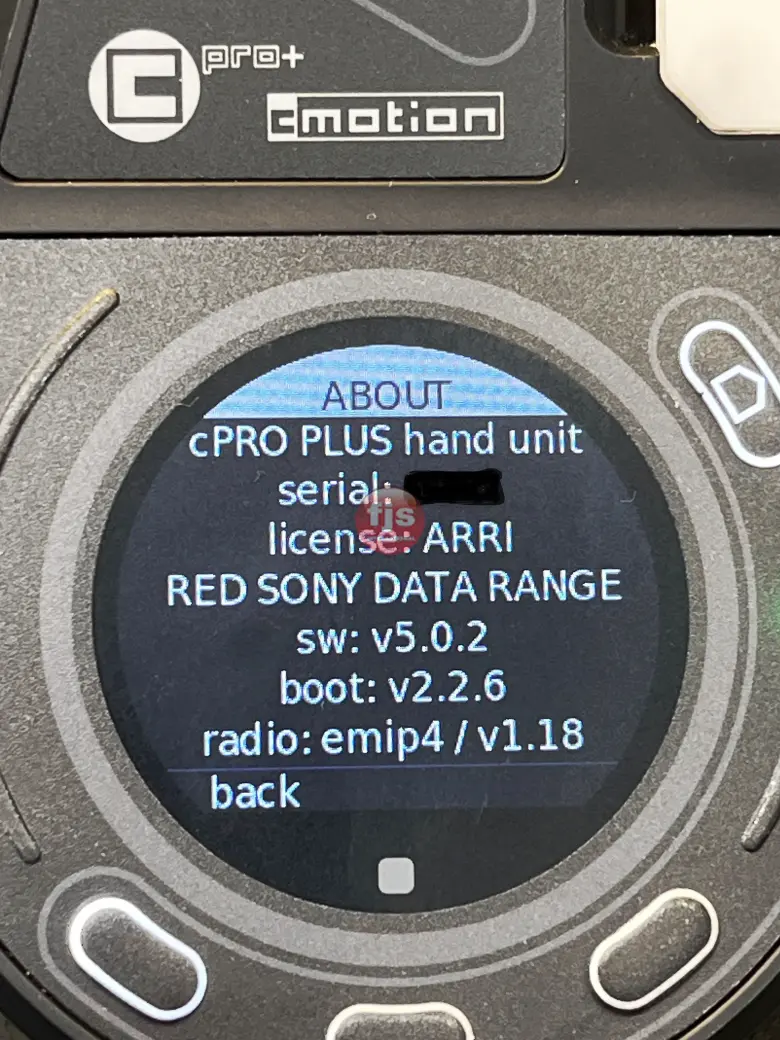 pro+
cmotion
ABOUT
cPRO PLUS hand unit
serial:
license: ARRI
RED SONY DATA RANGE
sw: v5.0.2
boot: v2.2.6
radio: emip4 / v1.18
back
fjs